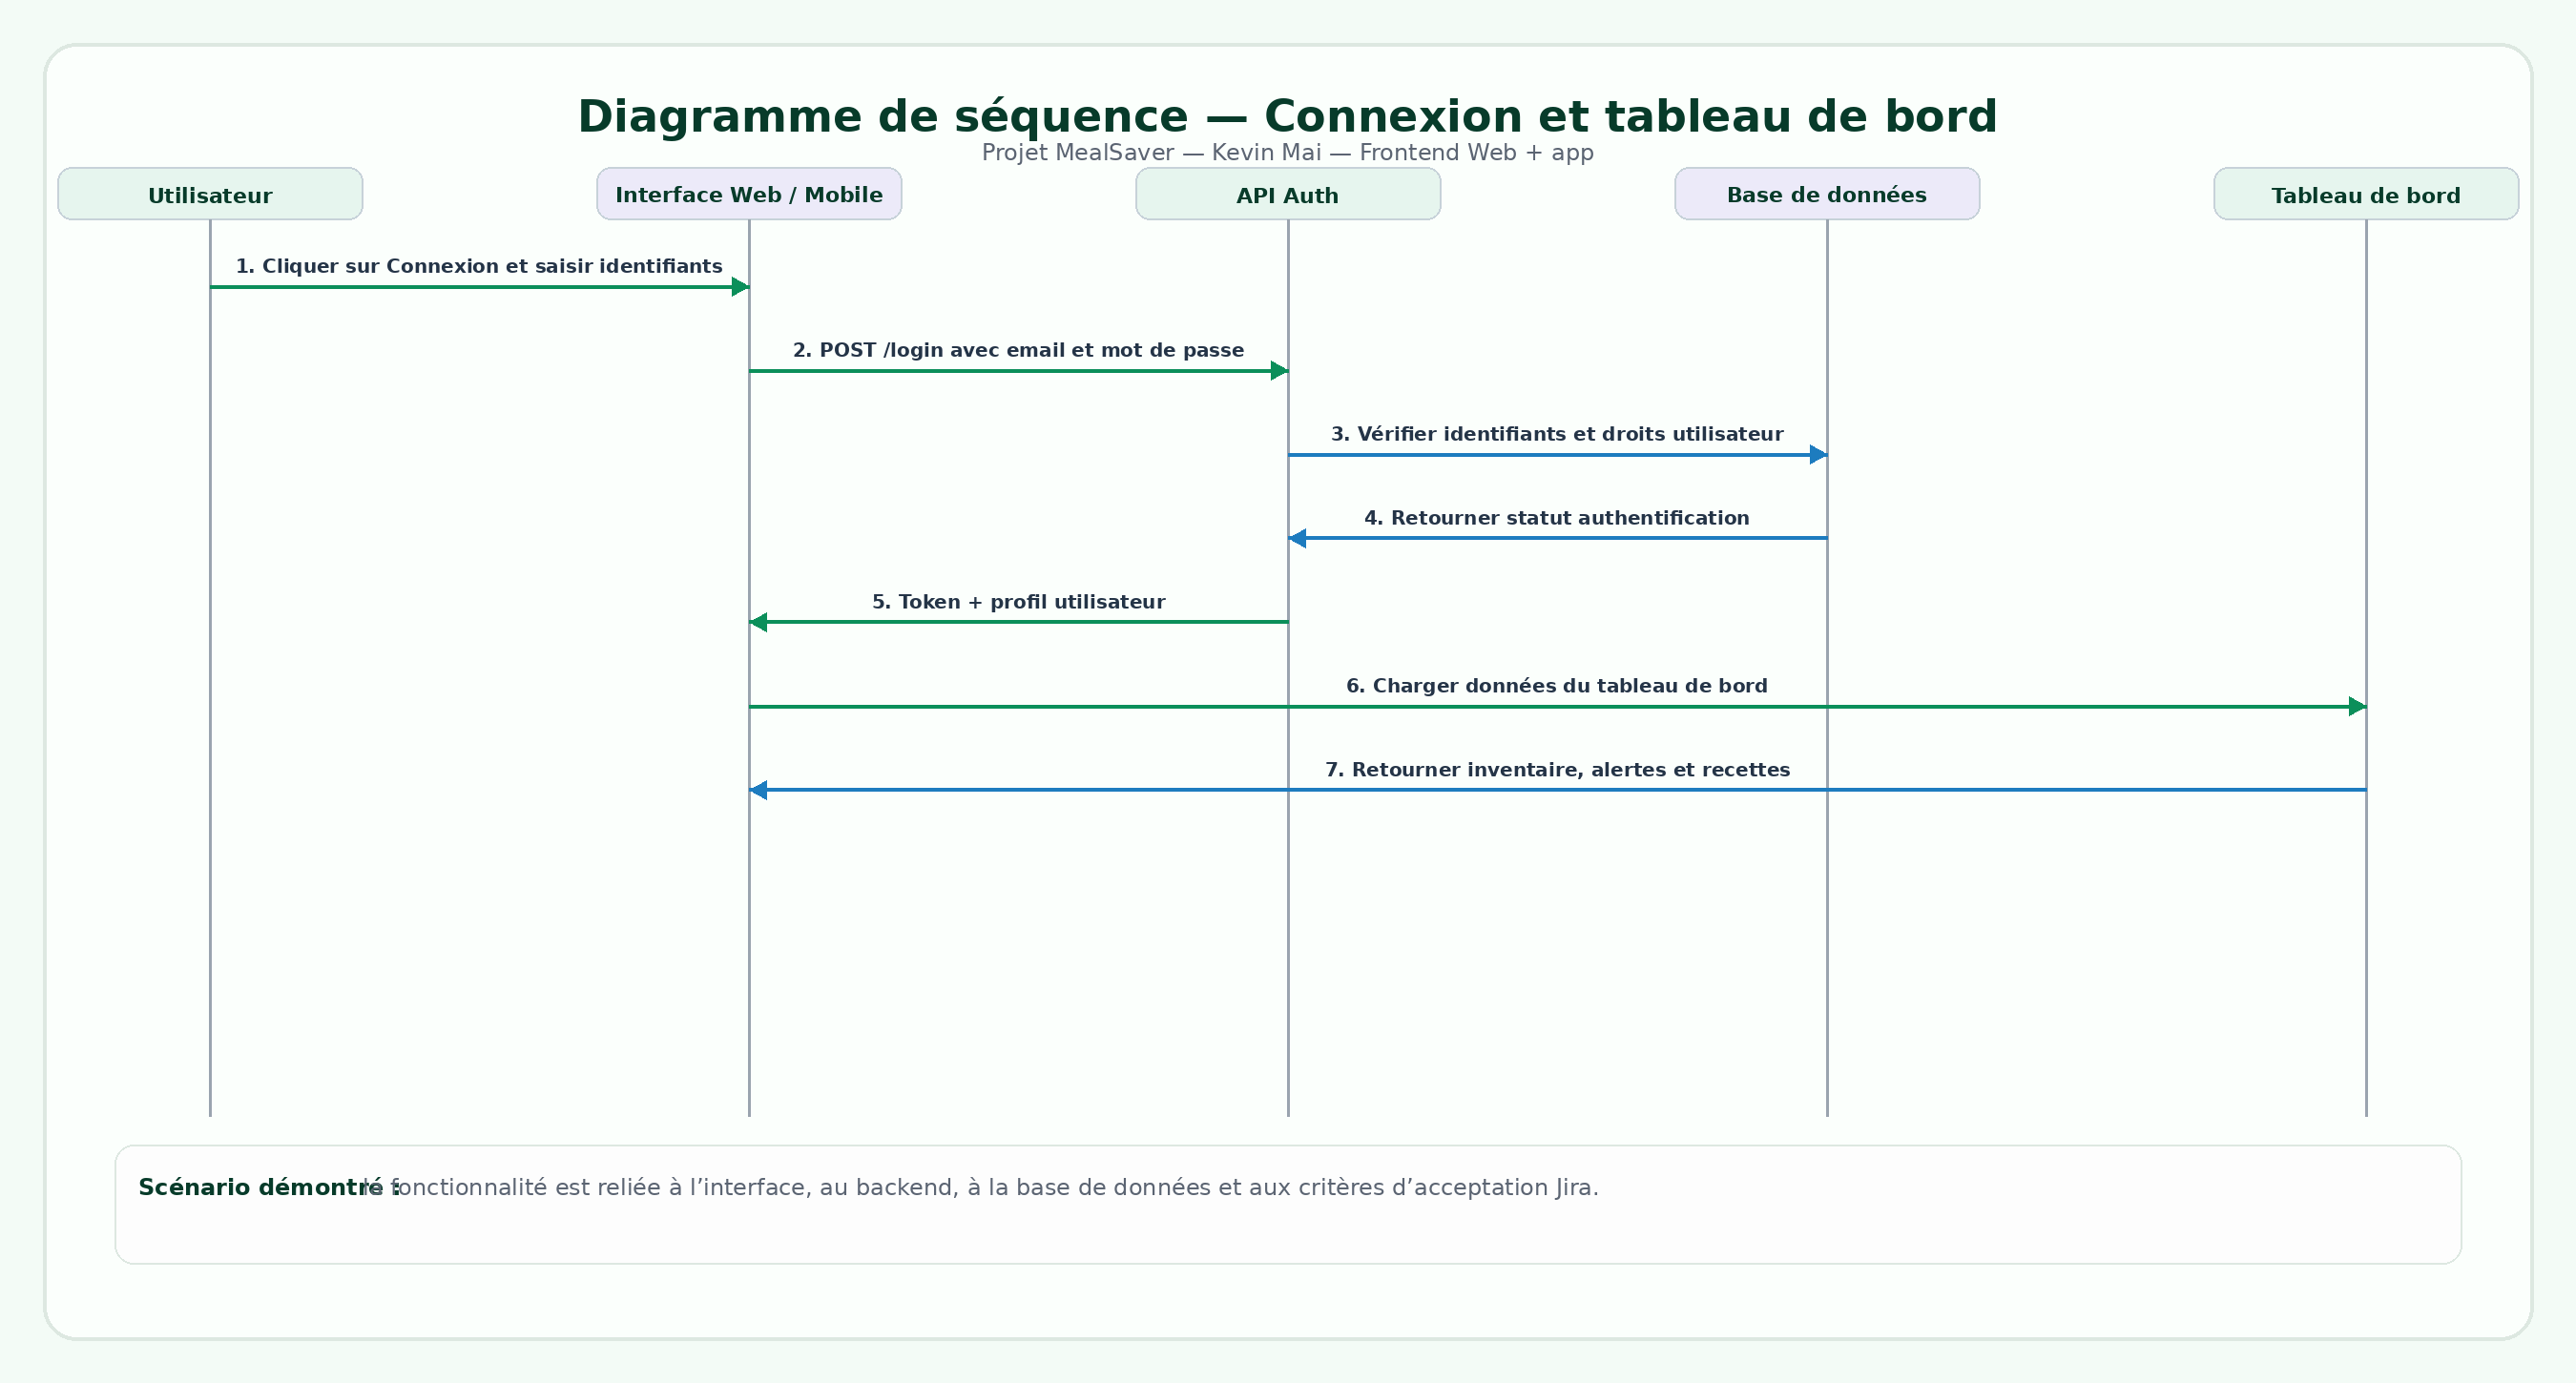 Diagramme de séquence — Connexion et tableau de bord
Projet MealSaver — Kevin Mai — Frontend Web + app
Utilisateur
Interface Web / Mobile
API Auth
Base de données
Tableau de bord
1. Cliquer sur Connexion et saisir identifiants
2. POST /login avec email et mot de passe
3. Vérifier identifiants et droits utilisateur
4. Retourner statut authentification
5. Token + profil utilisateur
6. Charger données du tableau de bord
7. Retourner inventaire, alertes et recettes
Scénario démontré : la fonctionnalité est reliée à l’interface, au backend, à la base de données et aux critères d’acceptation Jira.